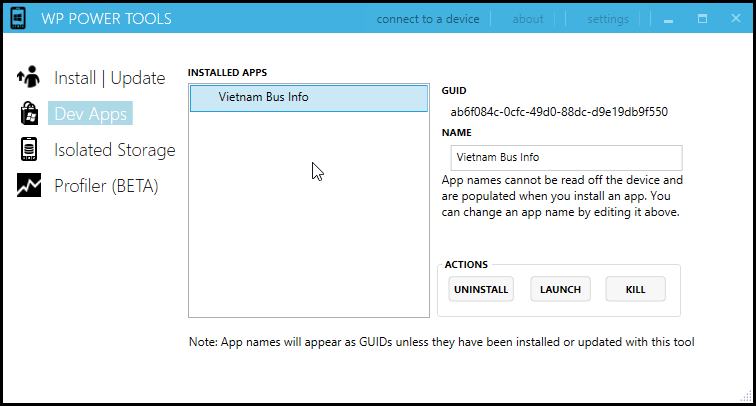 WP POWER TOOLS
connect to a device
about
settings
Install | Update
Dev Apps
Isolated Storage
Profiler (BETA)
INSTALLED APPS
Vietnam Bus Info
GUID
ab6f084c-0cfc-49d0-88dc-d9e19db9f550
NAME
Vietnam Bus Info
App names cannot be read off the device and
are populated when you install an app. You
can change an app name by editing it above.
ACTIONS
UNINSTALL
LAUNCH
KILL
Note: App names will appear as GUIDs unless they have been installed or updated with this tool